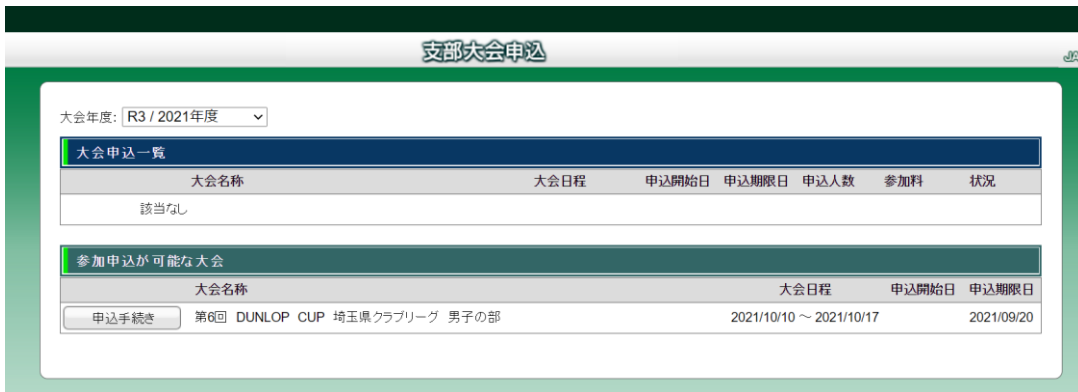 支部大会申込
JA
大会年度: R3 / 2021年度
大会申込一覧
大会名称 大会日程 申込開始日 申込期限日 申込人数 参加料 状況
該当なし
参加申込が可能な大会
大会名称 大会日程 申込開始日 申込期限日
申込手続き 第6回 DUNLOP CUP 埼玉県クラブリーグ 男子の部 2021/10/10 ～ 2021/10/17 2021/09/20